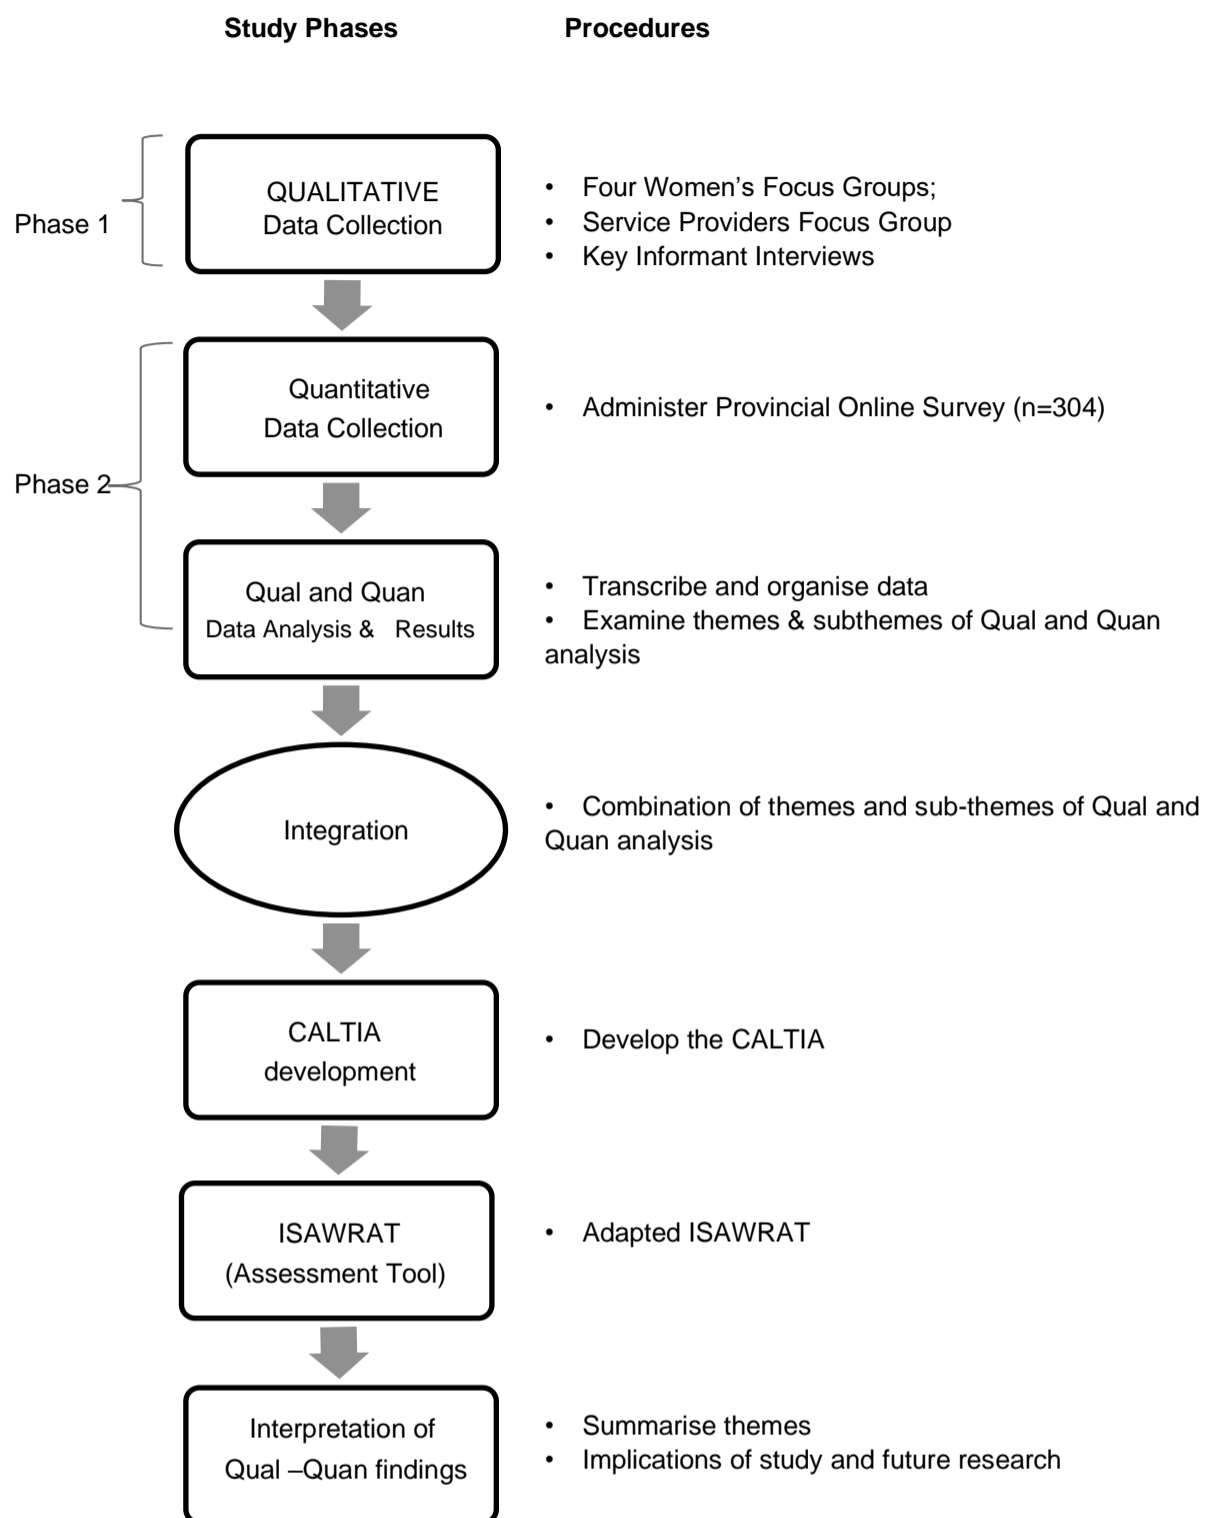 Study Phases
Procedures
Phase 1
QUALITATIVE
Data Collection
• Four Women’s Focus Groups;
• Service Providers Focus Group
• Key Informant Interviews
Phase 2
Quantitative
Data Collection
• Administer Provincial Online Survey (n=304)
Qual and Quan
Data Analysis & Results
• Transcribe and organise data
• Examine themes & subthemes of Qual and Quan
analysis
Integration
• Combination of themes and sub-themes of Qual and
Quan analysis
CALTIA
development
• Develop the CALTIA
ISAWRAT
(Assessment Tool)
• Adapted ISAWRAT
Interpretation of
Qual –Quan findings
• Summarise themes
• Implications of study and future research